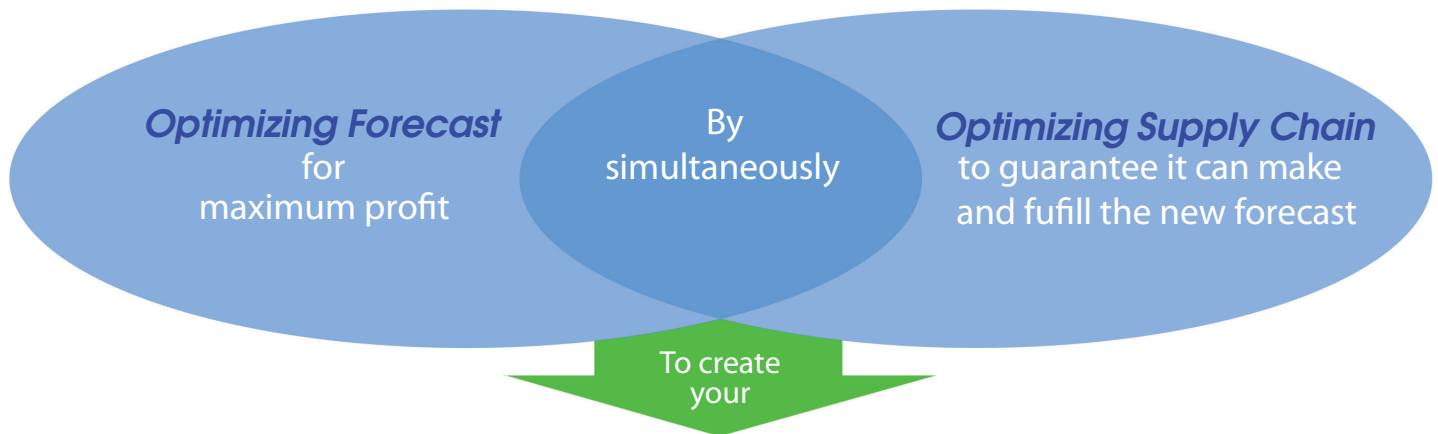 Optimizing Forecast
for
maximum profit
By
simultaneously
Optimizing Supply Chain
to guarantee it can make
and fufill the new forecast
To create
your